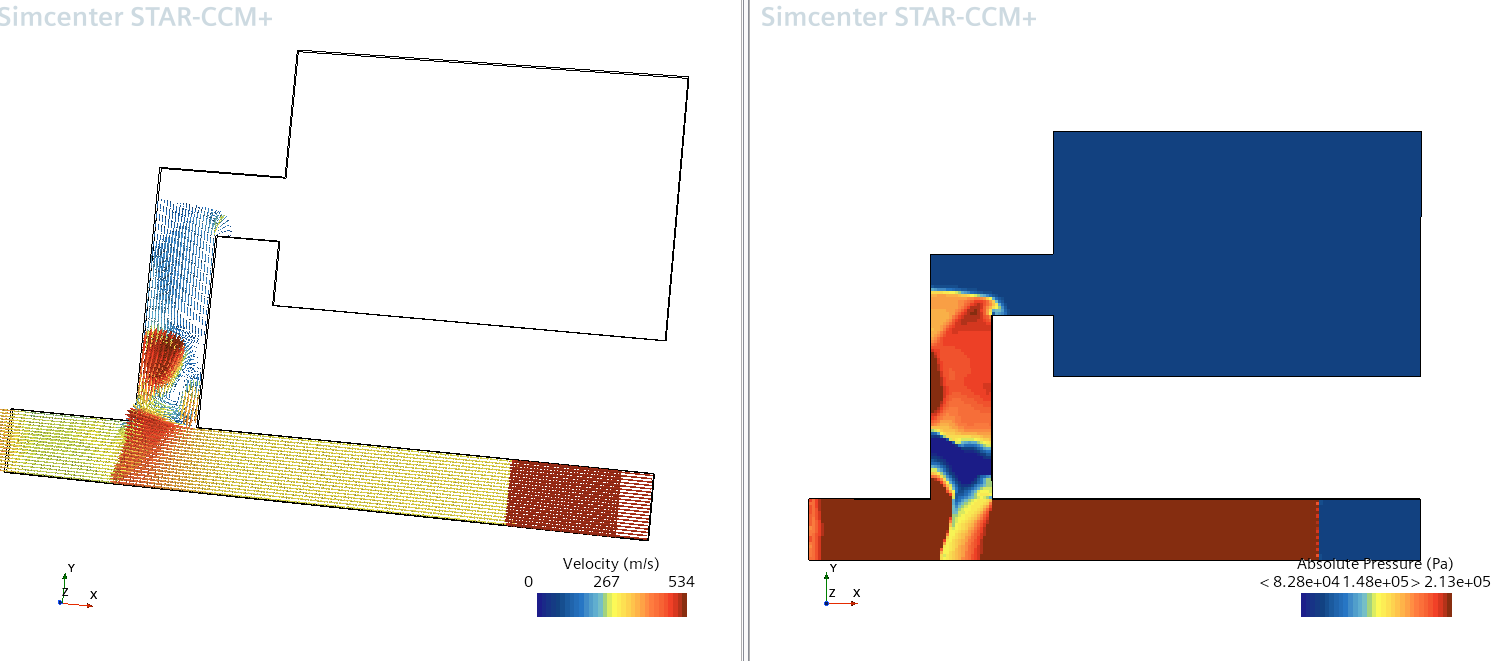 Simcenter STAR-CCM+
Y
Z
X
Velocity (m/s)
0 267 534
Simcenter STAR-CCM+
Y
Z
X
Absolute Pressure (Pa)
< 8.28e+04 1.48e+05 > 2.13e+05